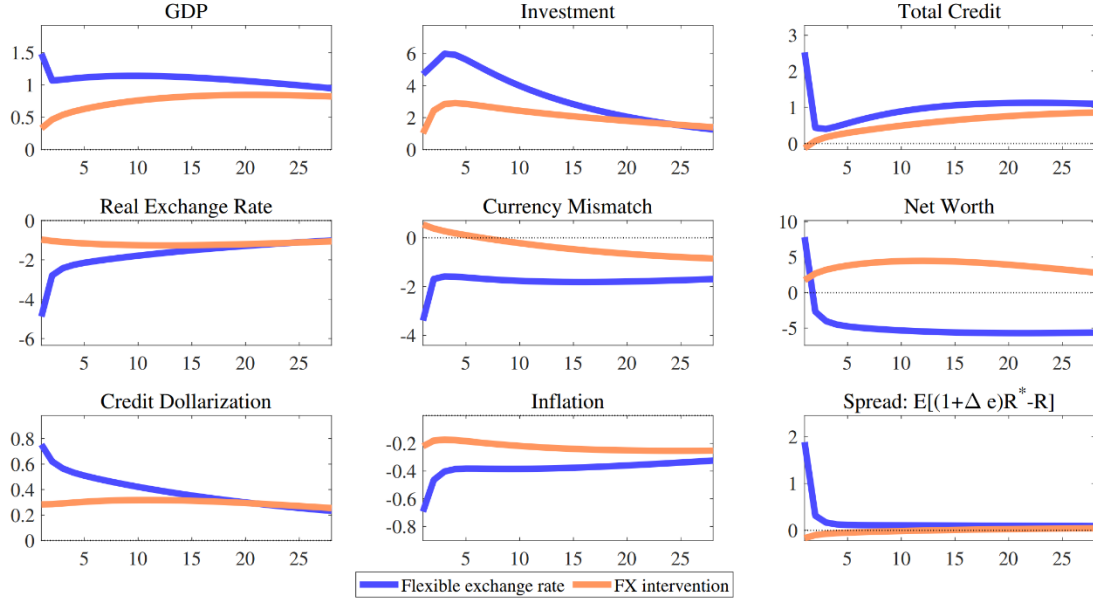 GDP
1.5
1
0.5
0
5 10 15 20 25
Investment
6
4
2
0
5 10 15 20 25
Total Credit
3
2
1
0
5 10 15 20 25
Real Exchange Rate
0
-2
-4
-6
5 10 15 20 25
Currency Mismatch
0
-2
-4
5 10 15 20 25
Net Worth
10
5
0
-5
5 10 15 20 25
Credit Dollarization
0.8
0.6
0.4
0.2
0
5 10 15 20 25
Inflation
-0.2
-0.4
-0.6
-0.8
5 10 15 20 25
Spread: E[(1+Δ e)R*-R]
2
1
0
5 10 15 20 25
Flexible exchange rate FX intervention